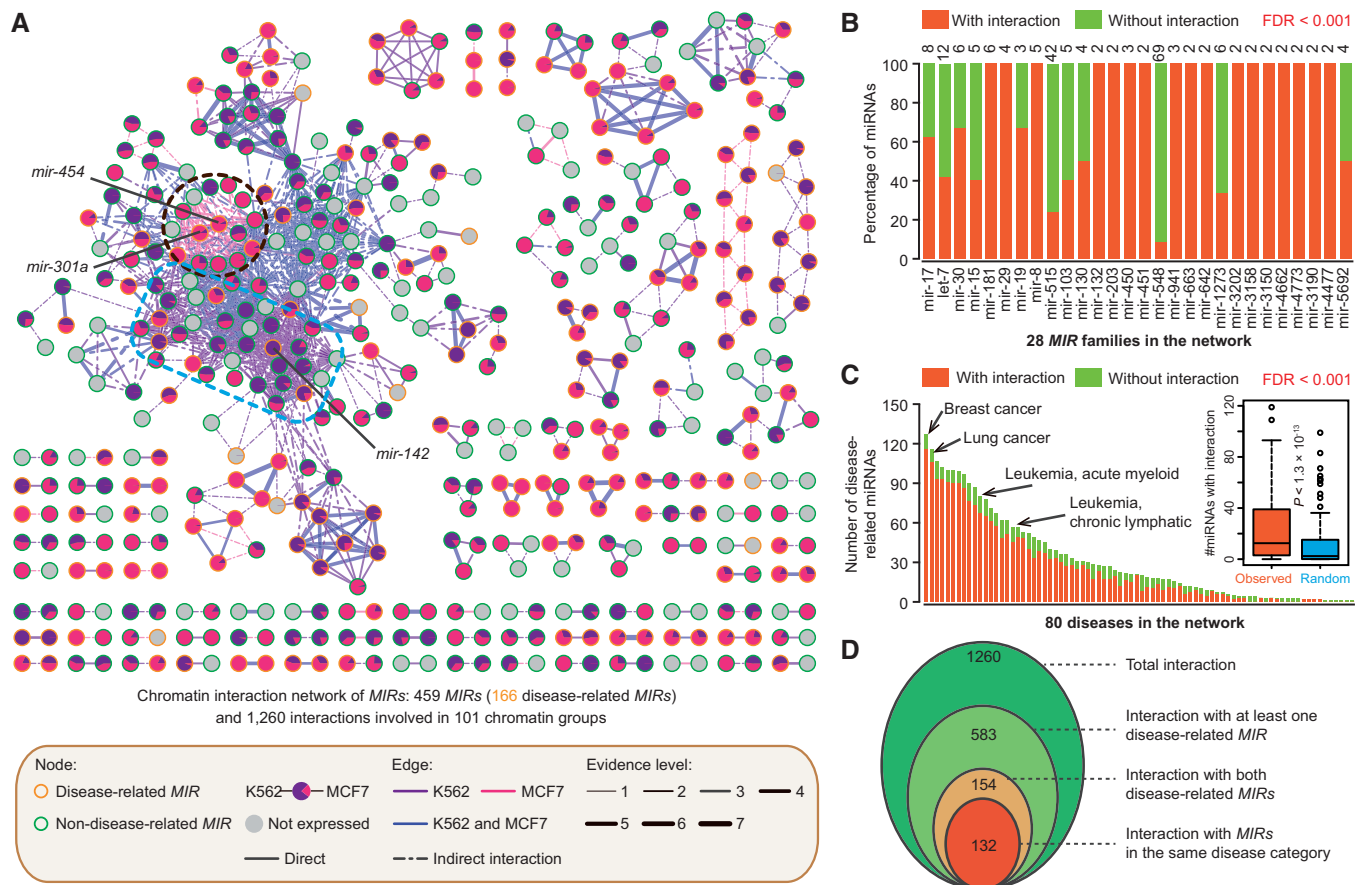 A
mir-454
mir-301a
mir-142
Chromatin interaction network of MIRs: 459 MIRs (166 disease-related MIRs)
and 1,260 interactions involved in 101 chromatin groups
Node:
Disease-related MIR
Non-disease-related MIR
K562 MCF7
Not expressed
Edge:
K562 MCF7
K562 and MCF7
Evidence level:
1 2 3 4
5 6 7
Direct Indirect interaction
B
With interaction Without interaction FDR < 0.001
8 12 6 5 6 4 3 2 42 5 4 2 2 3 2 69 3 2 2 6 2 2 2 2 2 2 2 4
Percentage of miRNAs
100
80
60
40
20
0
mir-17 let-7 mir-30 mir-15 mir-181 mir-29 mir-19 mir-8 mir-515 mir-103 mir-130 mir-132 mir-203 mir-450 mir-451 mir-548 mir-941 mir-663 mir-642 mir-1273 mir-3202 mir-3158 mir-3150 mir-4662 mir-4773 mir-3190 mir-4477 mir-5692
28 MIR families in the network
C
With interaction Without interaction FDR < 0.001
Number of disease-
related miRNAs
150
120
90
60
30
0
Breast cancer
Lung cancer
Leukemia, acute myeloid
Leukemia,
chronic lymphatic
#miRNAs with interaction
120
80
40
0
P < 1.3 × 10⁻¹³
Observed Random
80 diseases in the network
D
1260
Total interaction
583
Interaction with at least one
disease-related MIR
154
Interaction with both
disease-related MIRs
132
Interaction with MIRs
in the same disease category